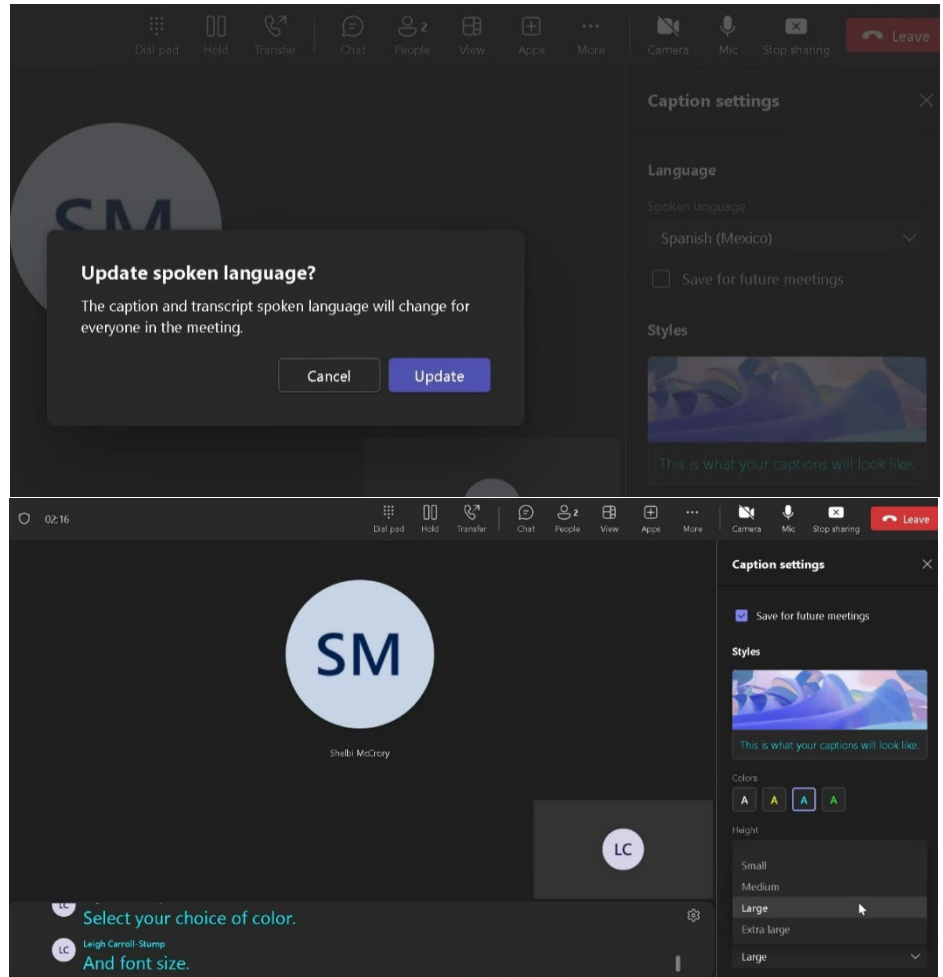 Dial pad Hold Transfer Chat People 2 View Apps More Camera Mic Stop sharing Leave
Caption settings
Language
Spoken language
Spanish (Mexico)
Save for future meetings
Styles
This is what your captions will look like.
SM
Update spoken language?
The caption and transcript spoken language will change for
everyone in the meeting.
Cancel Update
02:16 Dial pad Hold Transfer Chat People 2 View Apps More Camera Mic Stop sharing Leave
Caption settings
Save for future meetings
Styles
This is what your captions will look like.
Colors
A A A A
Height
Small
Medium
Large
Extra large
Large
SM
Shelbi McCrory
LC
LC
Select your choice of color.
LC
Leigh Carroll-Stump
And font size.